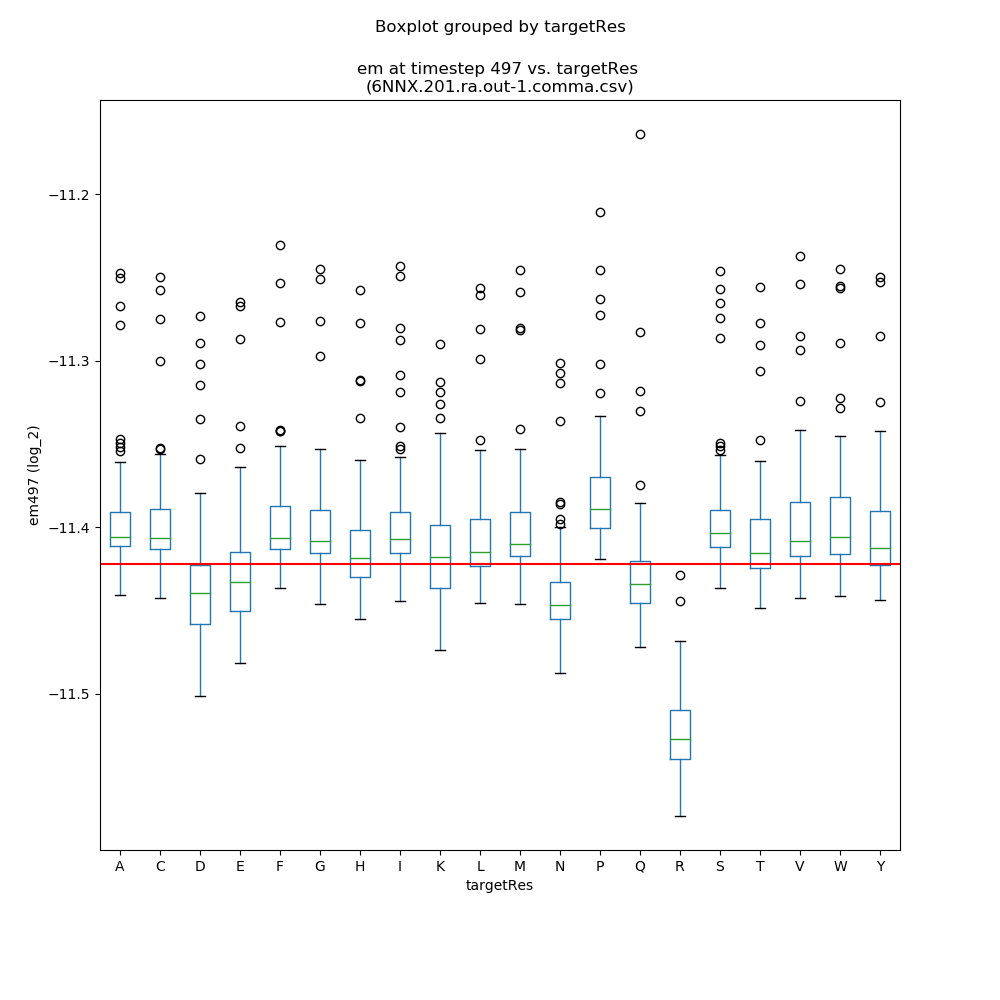 Boxplot grouped by targetRes
em at timestep 497 vs. targetRes
(6NNX.201.ra.out-1.comma.csv)
−11.2
−11.3
−11.4
−11.5
em497 (log_2)
A C D E F G H I K L M N P Q R S T V W Y
targetRes